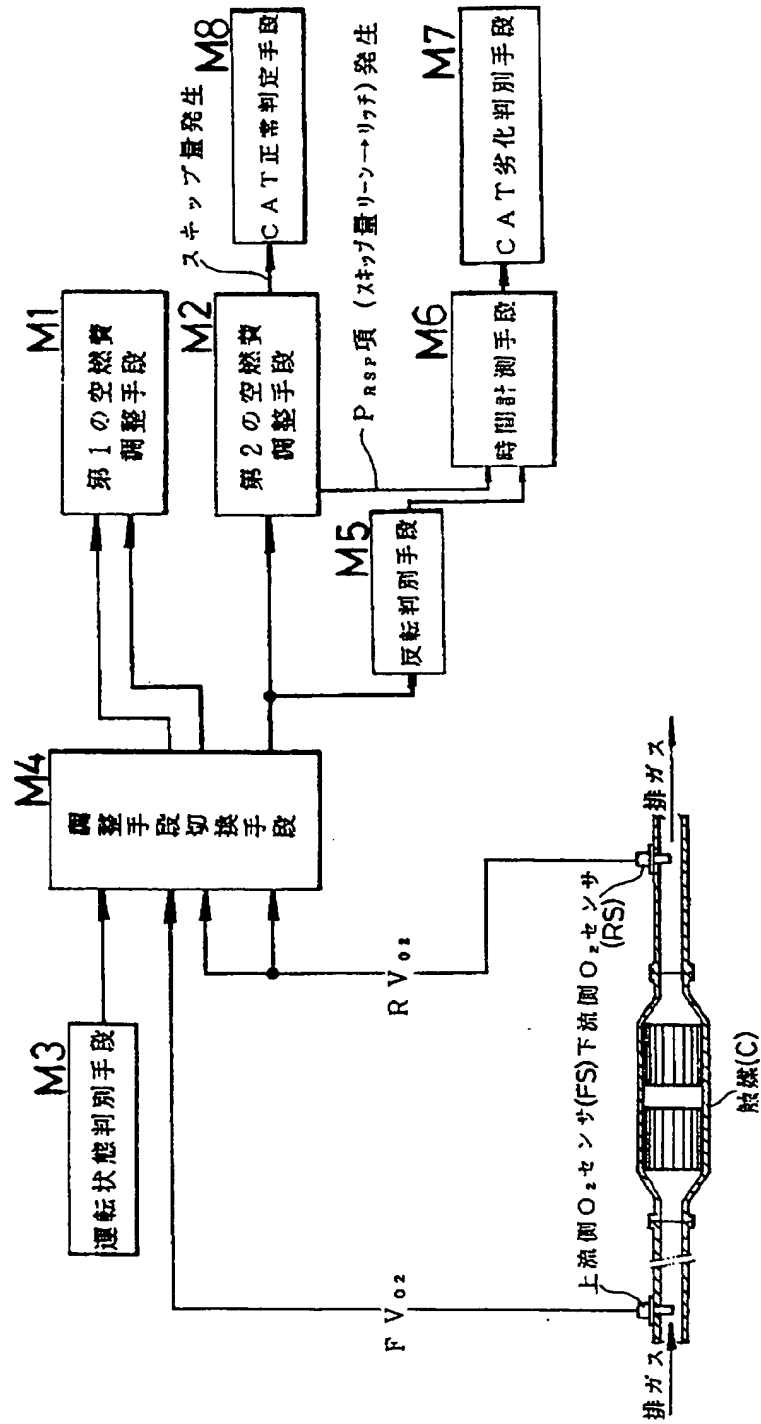 M3
運転状態判別手段
M4
調整手段切換手段
M1
第1の空燃費
調整手段
M2
第2の空燃費
調整手段
スキップ量発生
M8
CAT正常判定手段
PRSP項 (スキップ量リーン→リッチ) 発生
M5
反転判別手段
M6
時間計測手段
M7
CAT劣化判別手段
FVO2
RVO2
上流側O2センサ(FS)
下流側O2センサ
(RS)
排ガス
排ガス
触媒(C)